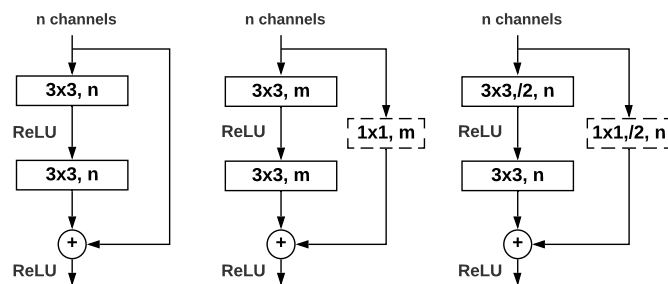 n channels
3x3, n
ReLU
3x3, n
+
ReLU
n channels
3x3, m
ReLU
1x1, m
3x3, m
+
ReLU
n channels
3x3,/2, n
ReLU
1x1,/2, n
3x3, n
+
ReLU